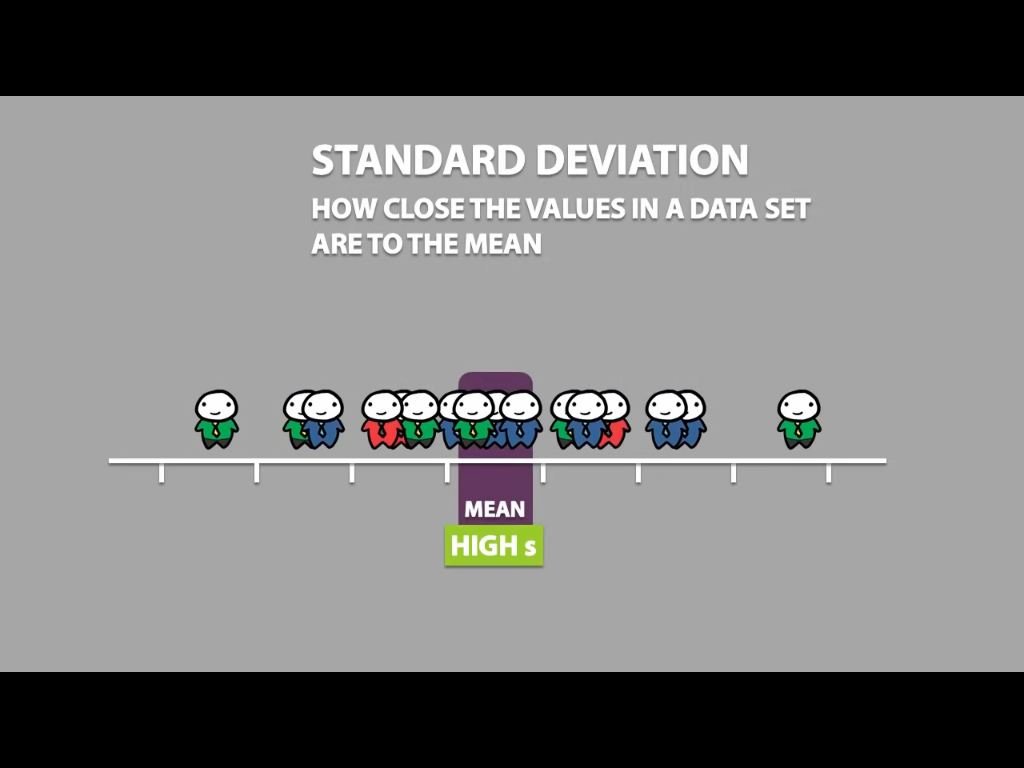 STANDARD DEVIATION
HOW CLOSE THE VALUES IN A DATA SET
ARE TO THE MEAN
MEAN
HIGH s